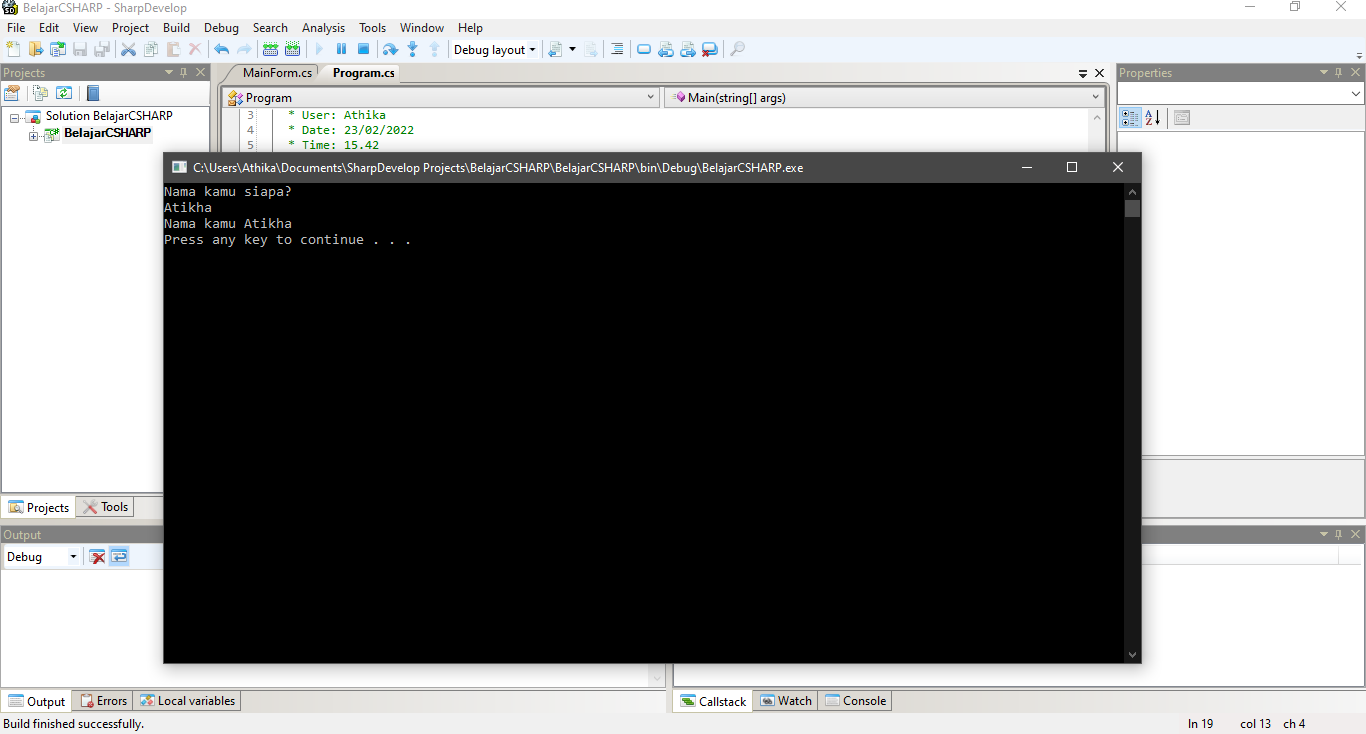 BelajarCSHARP - SharpDevelop
File Edit View Project Build Debug Search Analysis Tools Window Help
Debug layout
Projects
MainForm.cs Program.cs
Properties
Program
Main(string[] args)
Solution BelajarCSHARP
BelajarCSHARP
3 * User: Athika
4 * Date: 23/02/2022
5 * Time: 15.42
C:\Users\Athika\Documents\SharpDevelop Projects\BelajarCSHARP\BelajarCSHARP\bin\Debug\BelajarCSHARP.exe
Nama kamu siapa?
Atikha
Nama kamu Atikha
Press any key to continue . . .
Projects Tools
Output
Debug
Output Errors Local variables
Callstack Watch Console
Build finished successfully.
ln 19 col 13 ch 4